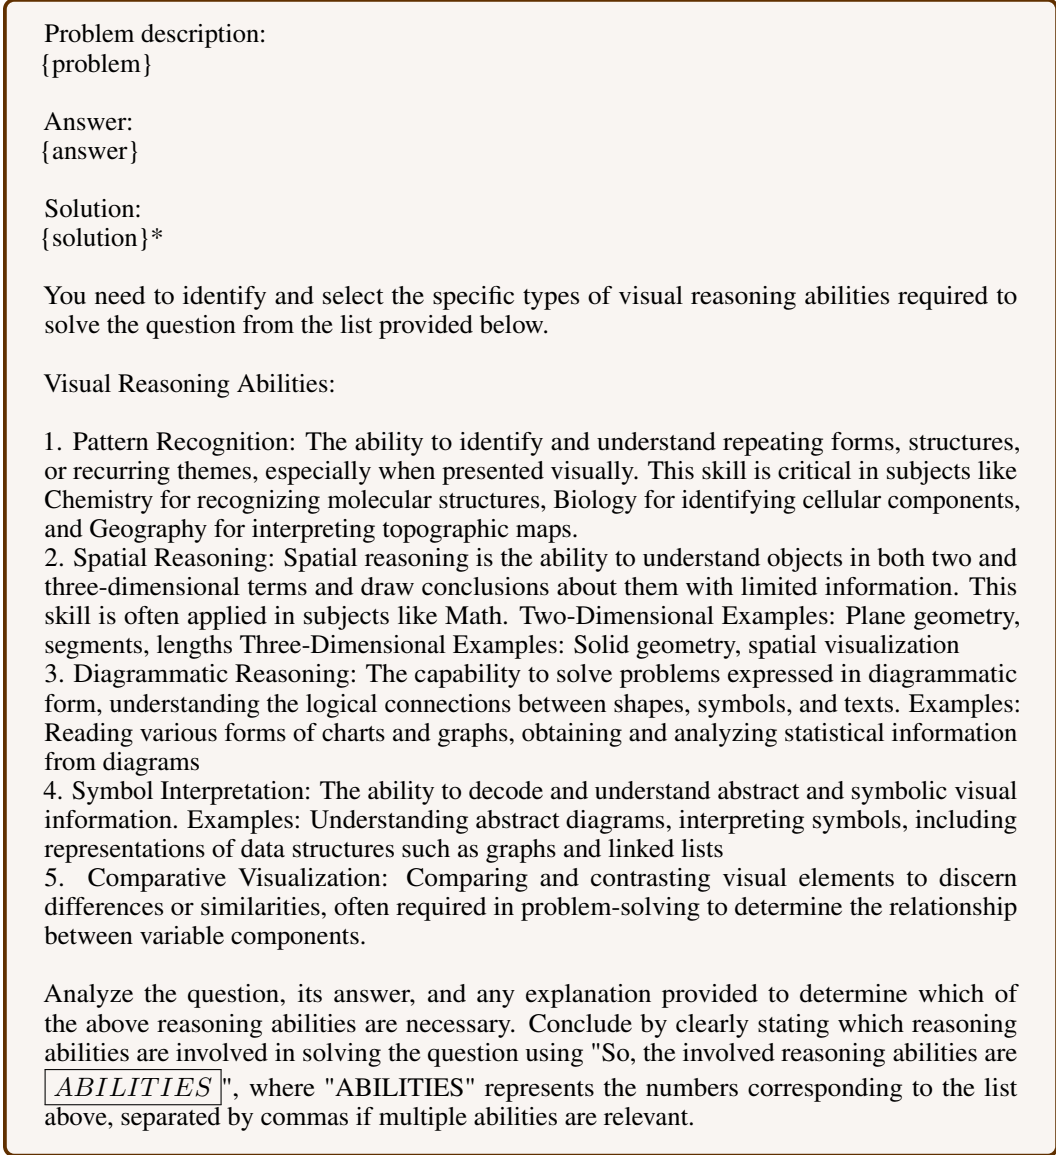 Problem description:
{problem}
Answer:
{answer}
Solution:
{solution}*
You need to identify and select the specific types of visual reasoning abilities required to
solve the question from the list provided below.
Visual Reasoning Abilities:
1. Pattern Recognition: The ability to identify and understand repeating forms, structures,
or recurring themes, especially when presented visually. This skill is critical in subjects like
Chemistry for recognizing molecular structures, Biology for identifying cellular components,
and Geography for interpreting topographic maps.
2. Spatial Reasoning: Spatial reasoning is the ability to understand objects in both two and
three-dimensional terms and draw conclusions about them with limited information. This
skill is often applied in subjects like Math. Two-Dimensional Examples: Plane geometry,
segments, lengths Three-Dimensional Examples: Solid geometry, spatial visualization
3. Diagrammatic Reasoning: The capability to solve problems expressed in diagrammatic
form, understanding the logical connections between shapes, symbols, and texts. Examples:
Reading various forms of charts and graphs, obtaining and analyzing statistical information
from diagrams
4. Symbol Interpretation: The ability to decode and understand abstract and symbolic visual
information. Examples: Understanding abstract diagrams, interpreting symbols, including
representations of data structures such as graphs and linked lists
5. Comparative Visualization: Comparing and contrasting visual elements to discern
differences or similarities, often required in problem-solving to determine the relationship
between variable components.
Analyze the question, its answer, and any explanation provided to determine which of
the above reasoning abilities are necessary. Conclude by clearly stating which reasoning
abilities are involved in solving the question using "So, the involved reasoning abilities are
ABILITIES", where "ABILITIES" represents the numbers corresponding to the list
above, separated by commas if multiple abilities are relevant.